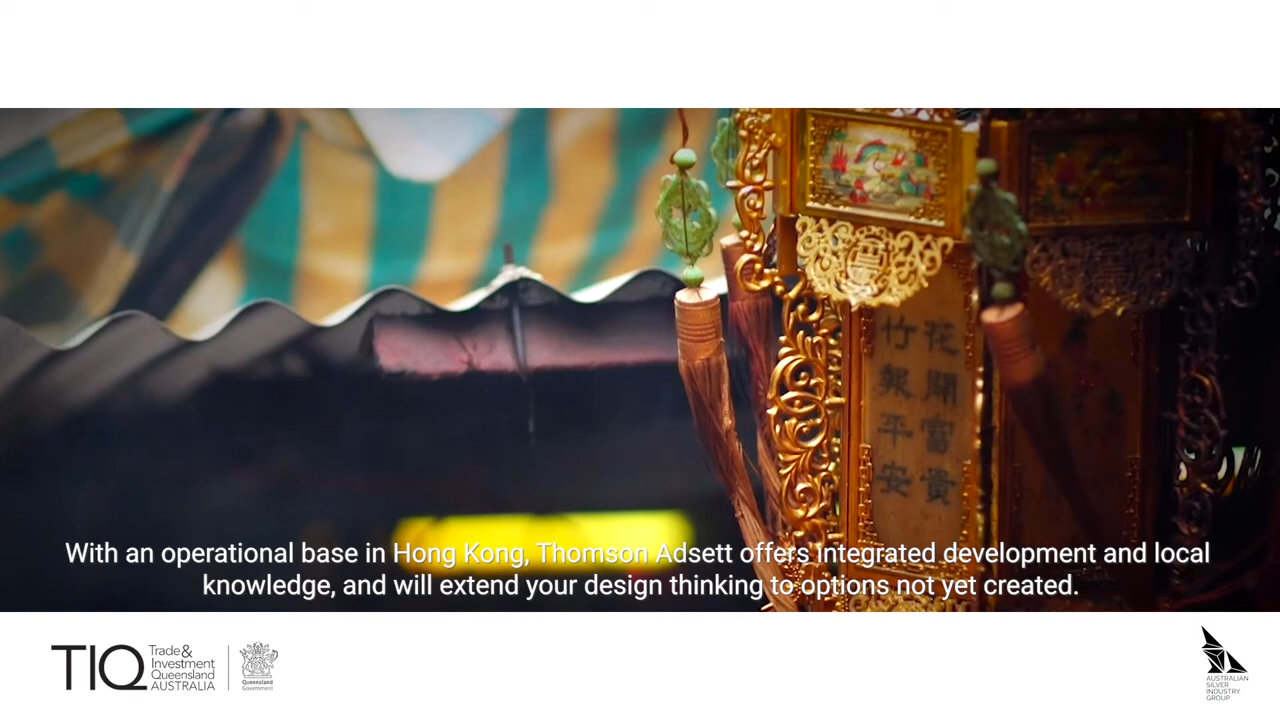 花開富貴
竹報平安
With an operational base in Hong Kong, Thomson Adsett offers integrated development and local
knowledge, and will extend your design thinking to options not yet created.
TIQ
Trade &
Investment
Queensland
AUSTRALIA
Queensland
Government
AUSTRALIAN
SILVER
INDUSTRY
GROUP